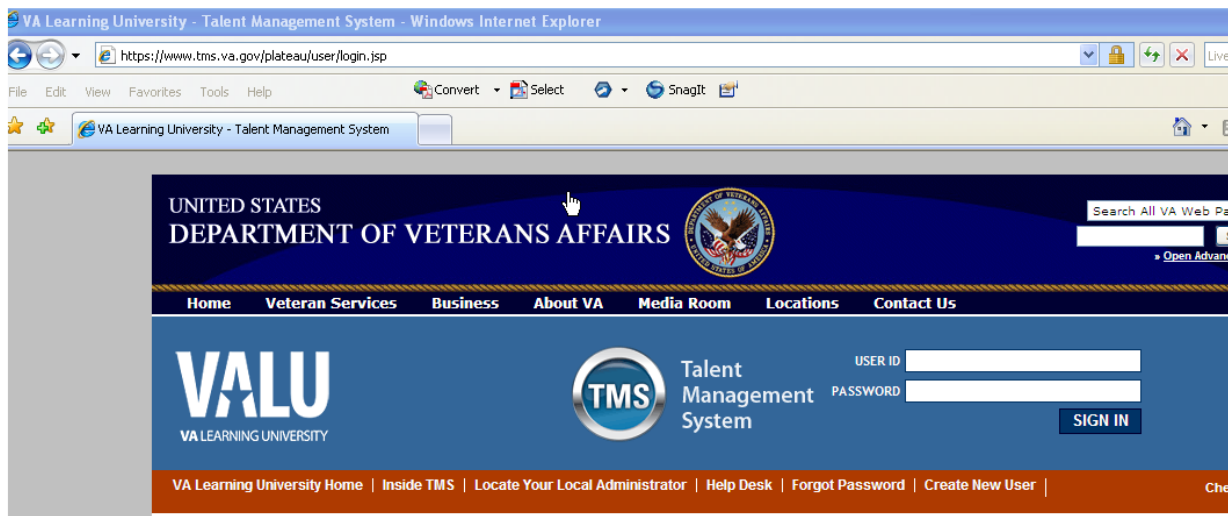 VA Learning University - Talent Management System - Windows Internet Explorer
https://www.tms.va.gov/plateau/user/login.jsp
Live
File Edit View Favorites Tools Help Convert Select SnagIt
VA Learning University - Talent Management System
UNITED STATES
DEPARTMENT OF VETERANS AFFAIRS
Search All VA Web Pa
» Open Advanc
Home Veteran Services Business About VA Media Room Locations Contact Us
VALU
VA LEARNING UNIVERSITY
TMS
Talent
Management
System
USER ID
PASSWORD
SIGN IN
VA Learning University Home | Inside TMS | Locate Your Local Administrator | Help Desk | Forgot Password | Create New User |
Che